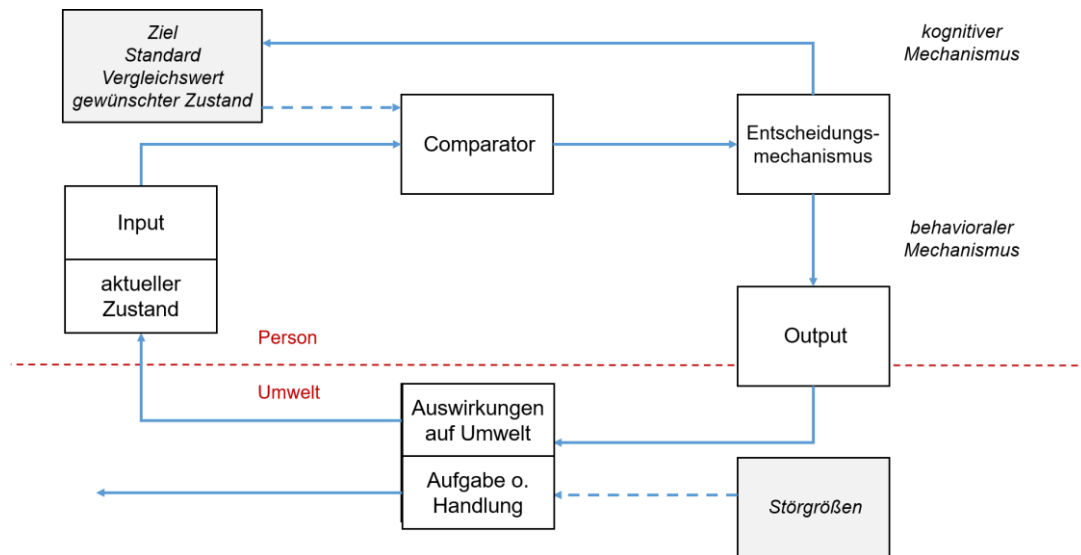 Ziel
Standard
Vergleichswert
gewünschter Zustand
kognitiver
Mechanismus
Comparator
Entscheidungs-
mechanismus
Input
aktueller
Zustand
behavioraler
Mechanismus
Output
Person
Umwelt
Auswirkungen
auf Umwelt
Aufgabe o.
Handlung
Störgrößen